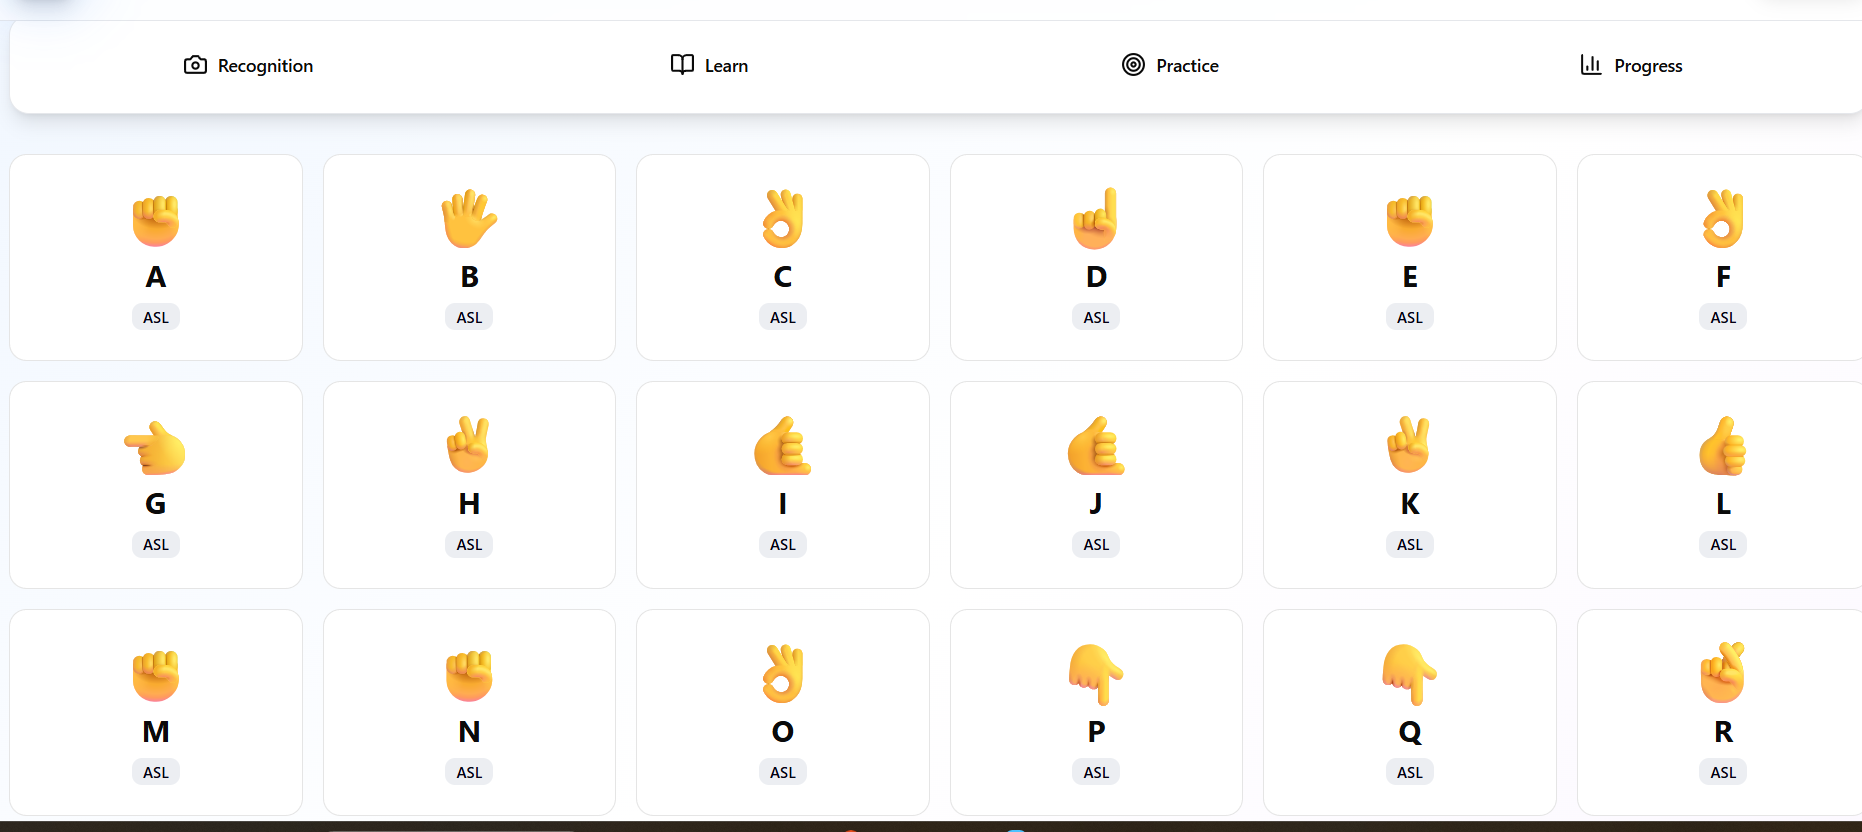 Recognition
Learn
Practice
Progress
A
ASL
B
ASL
C
ASL
D
ASL
E
ASL
F
ASL
G
ASL
H
ASL
I
ASL
J
ASL
K
ASL
L
ASL
M
ASL
N
ASL
O
ASL
P
ASL
Q
ASL
R
ASL